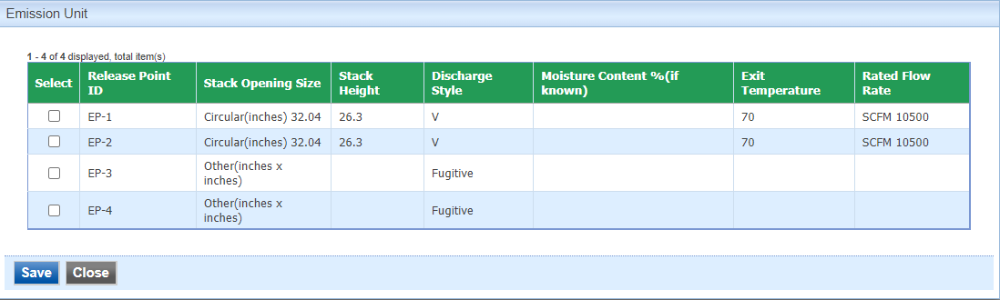 Emission Unit
1 - 4 of 4 displayed, total item(s)
Select Release Point ID Stack Opening Size Stack Height Discharge Style Moisture Content %(if known) Exit Temperature Rated Flow Rate
EP-1 Circular(inches) 32.04 26.3 V 70 SCFM 10500
EP-2 Circular(inches) 32.04 26.3 V 70 SCFM 10500
EP-3 Other(inches x inches) Fugitive
EP-4 Other(inches x inches) Fugitive
Save Close